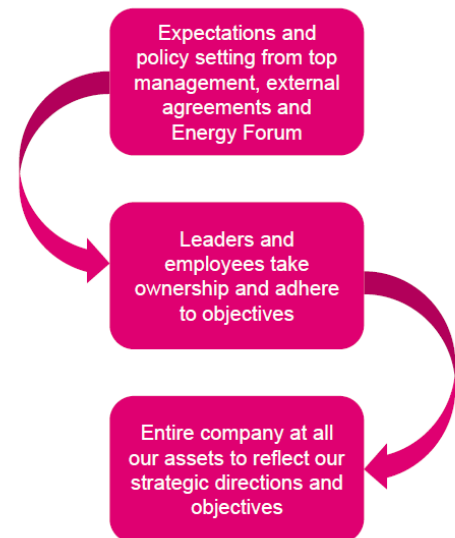 Expectations and
policy setting from top
management, external
agreements and
Energy Forum
Leaders and
employees take
ownership and adhere
to objectives
Entire company at all
our assets to reflect our
strategic directions and
objectives